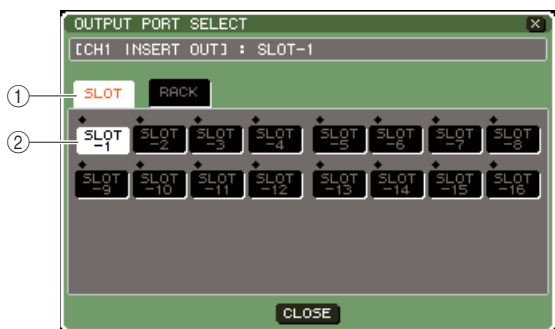 OUTPUT PORT SELECT
[CH1 INSERT OUT] : SLOT-1
① SLOT RACK
② SLOT -1 SLOT -2 SLOT -3 SLOT -4 SLOT -5 SLOT -6 SLOT -7 SLOT -8
SLOT -9 SLOT -10 SLOT -11 SLOT -12 SLOT -13 SLOT -14 SLOT -15 SLOT -16
CLOSE